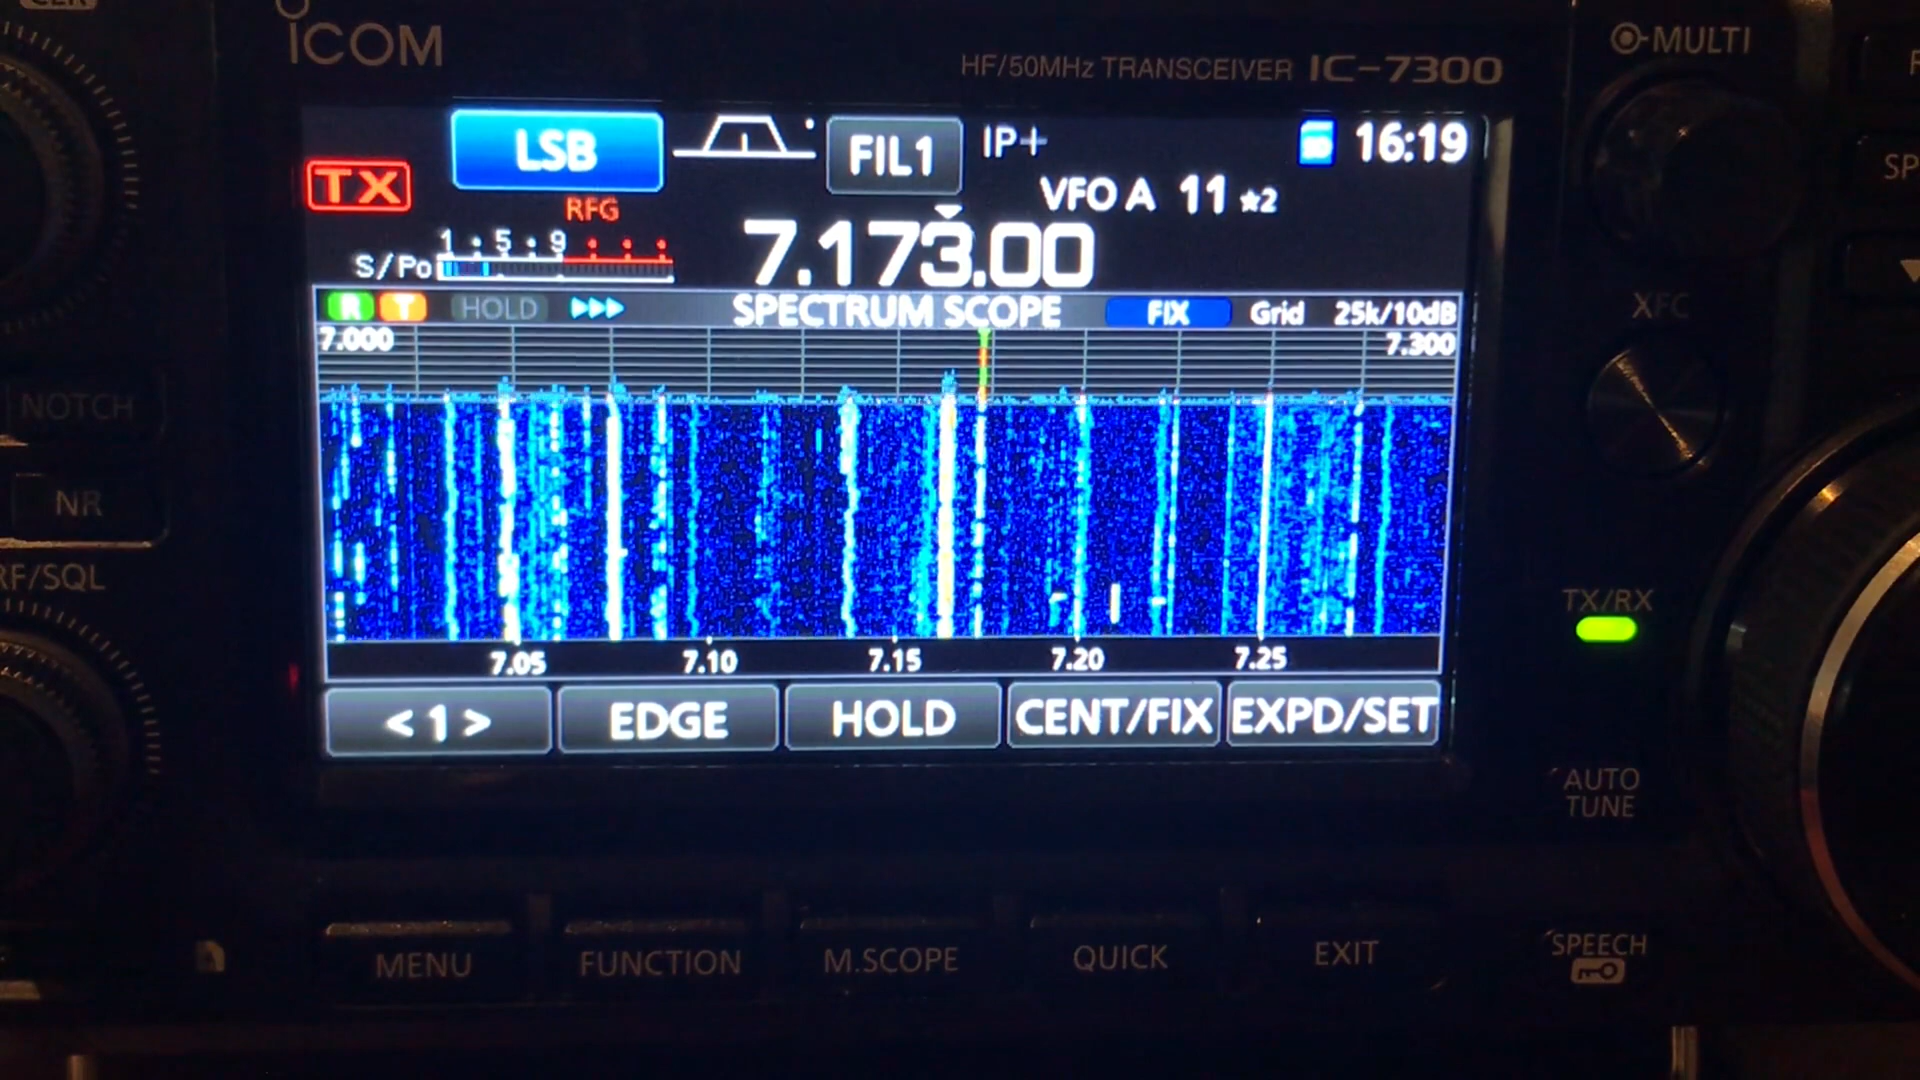 ICOM
HF/50MHz TRANSCEIVER IC-7300
MULTI
LSB
FIL1
IP+
16:19
TX
RFG
VFO A 11 ★2
1 • 5 • 9
S/Po
7.173.00
R T HOLD SPECTRUM SCOPE FIX Grid 25k/10dB
7.000 7.300
7.05 7.10 7.15 7.20 7.25
< 1 > EDGE HOLD CENT/FIX EXPD/SET
NOTCH
NR
RF/SQL
XFC
TX/RX
AUTO
TUNE
MENU FUNCTION M.SCOPE QUICK EXIT
SPEECH